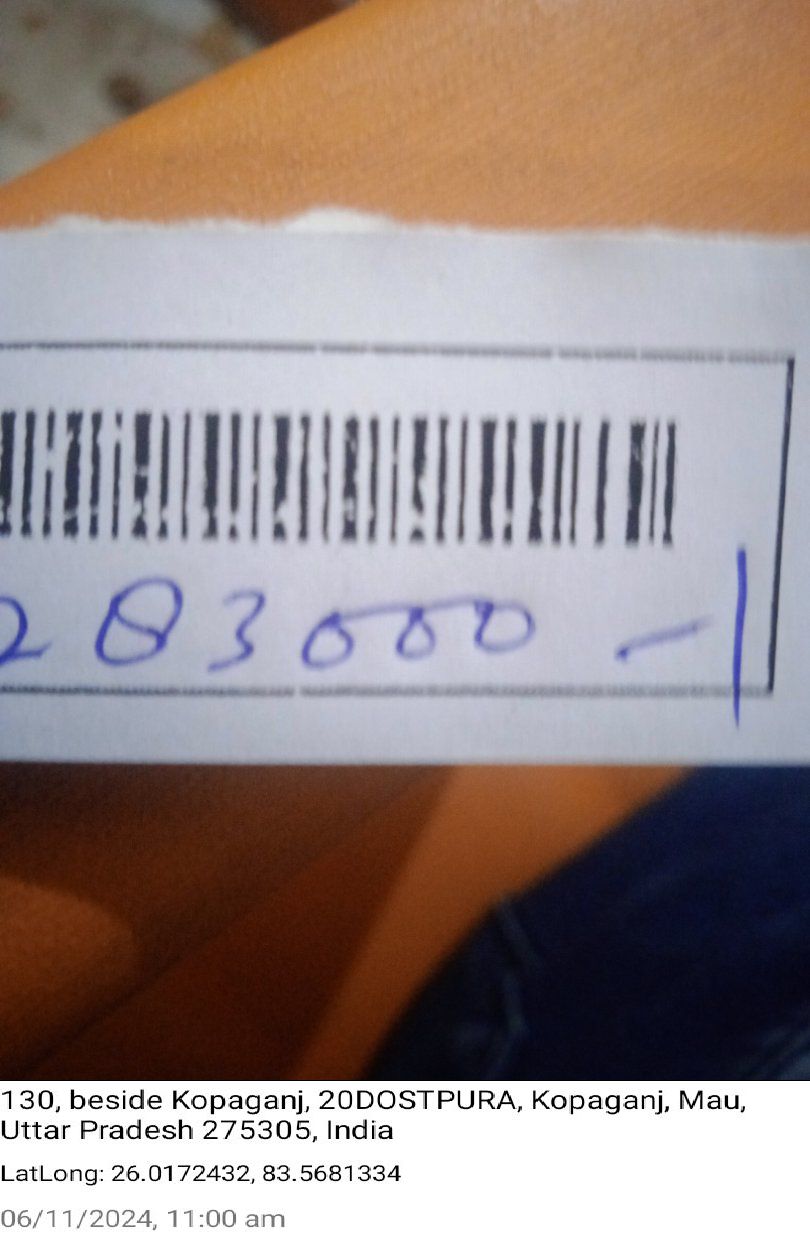 283000 -1
130, beside Kopaganj, 20DOSTPURA, Kopaganj, Mau,
Uttar Pradesh 275305, India
LatLong: 26.0172432, 83.5681334
06/11/2024, 11:00 am